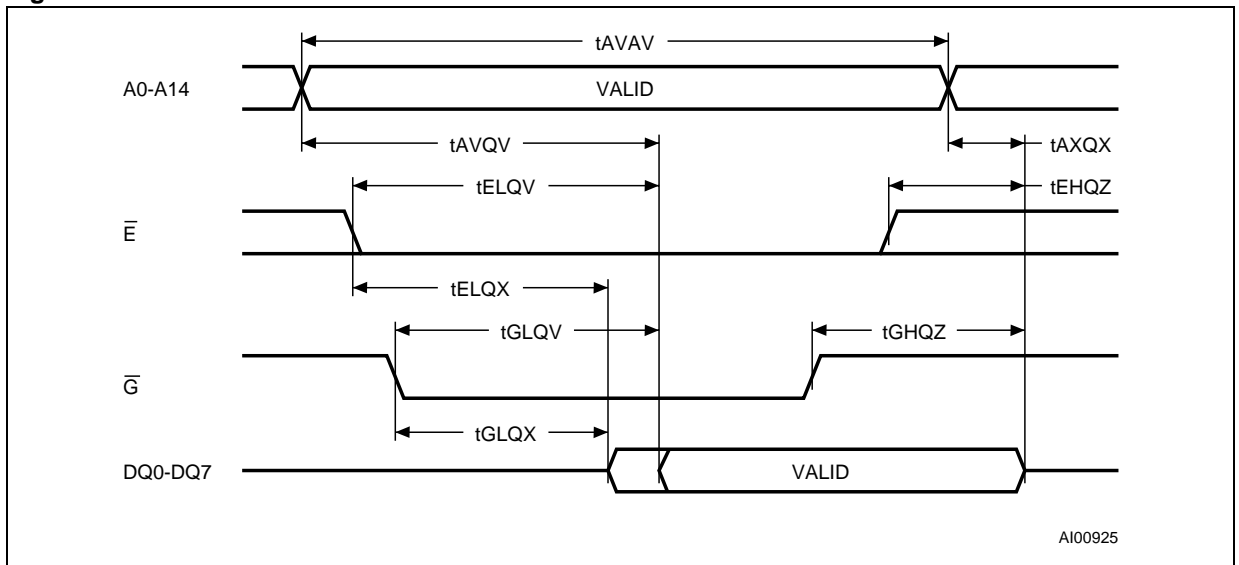 tAVAV
A0-A14
VALID
tAVQV
tAXQX
tELQV
tEHQZ
E̅
tELQX
tGLQV
tGHQZ
G̅
tGLQX
DQ0-DQ7
VALID
AI00925